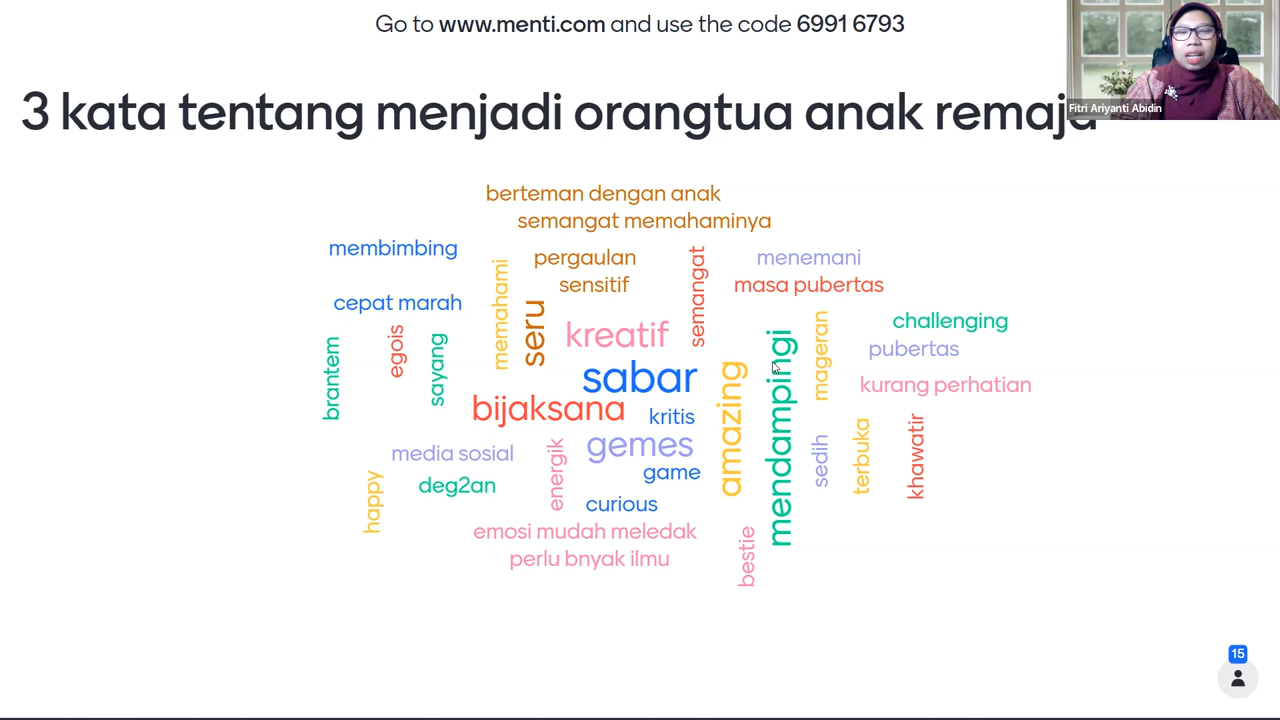 Go to www.menti.com and use the code 6991 6793
3 kata tentang menjadi orangtua anak remaja
Fitri Ariyanti Abidin
berteman dengan anak
semangat memahaminya
membimbing
pergaulan
semangat
menemani
memahami
sensitif
masa pubertas
cepat marah
seru
kreatif
mageran
challenging
egois
sayang
mendampingi
pubertas
brantem
sabar
amazing
kurang perhatian
bijaksana
kritis
media sosial
energik
gemes
sedih
terbuka
khawatir
game
happy
deg2an
curious
emosi mudah meledak
bestie
perlu bnyak ilmu
15